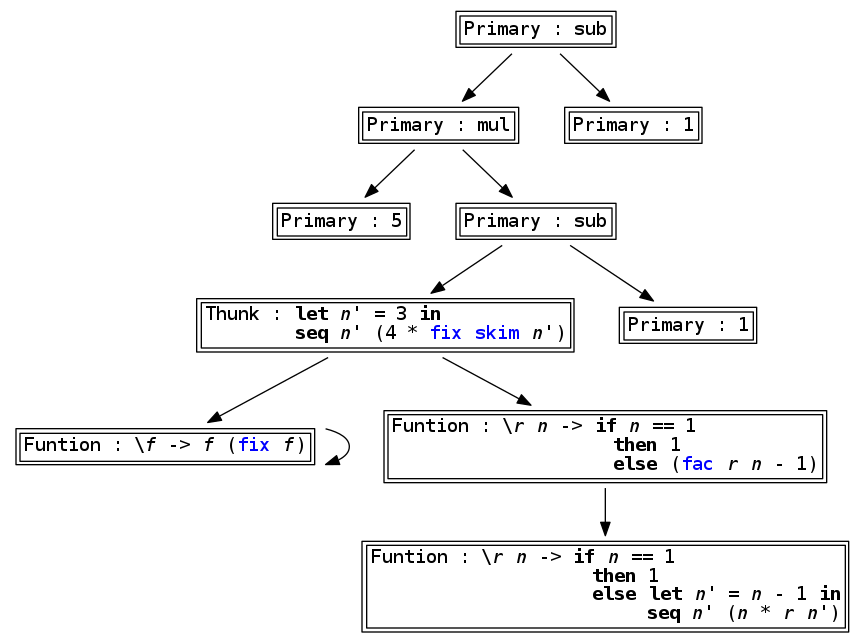 Primary : sub
Primary : mul
Primary : 1
Primary : 5
Primary : sub
Thunk : let n' = 3 in
seq n' (4 * fix skim n')
Primary : 1
Funtion : \f -> f (fix f)
Funtion : \r n -> if n == 1
then 1
else (fac r n - 1)
Funtion : \r n -> if n == 1
then 1
else let n' = n - 1 in
seq n' (n * r n')